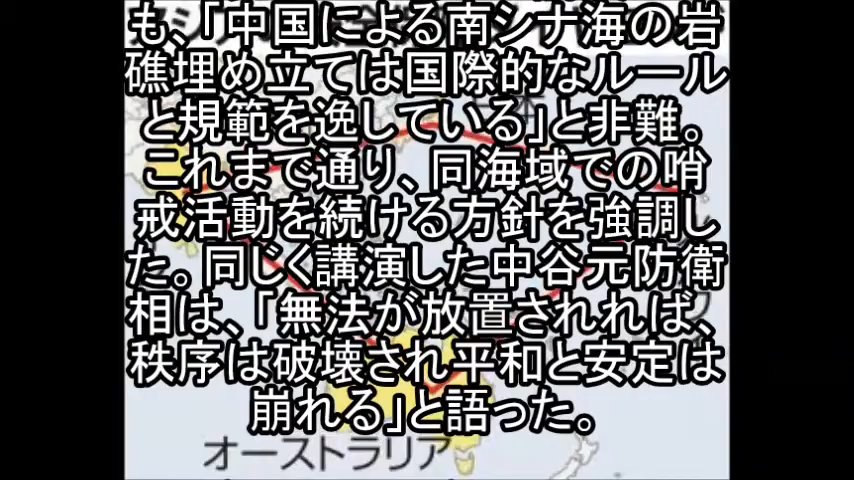 も、「中国による南シナ海の岩
礁埋め立ては国際的なルール
と規範を逸している」と非難。
これまで通り、同海域での哨
戒活動を続ける方針を強調し
た。同じく講演した中谷元防衛
相は、「無法が放置されれば、
秩序は破壊され平和と安定は
崩れる」と語った。
オーストラリア